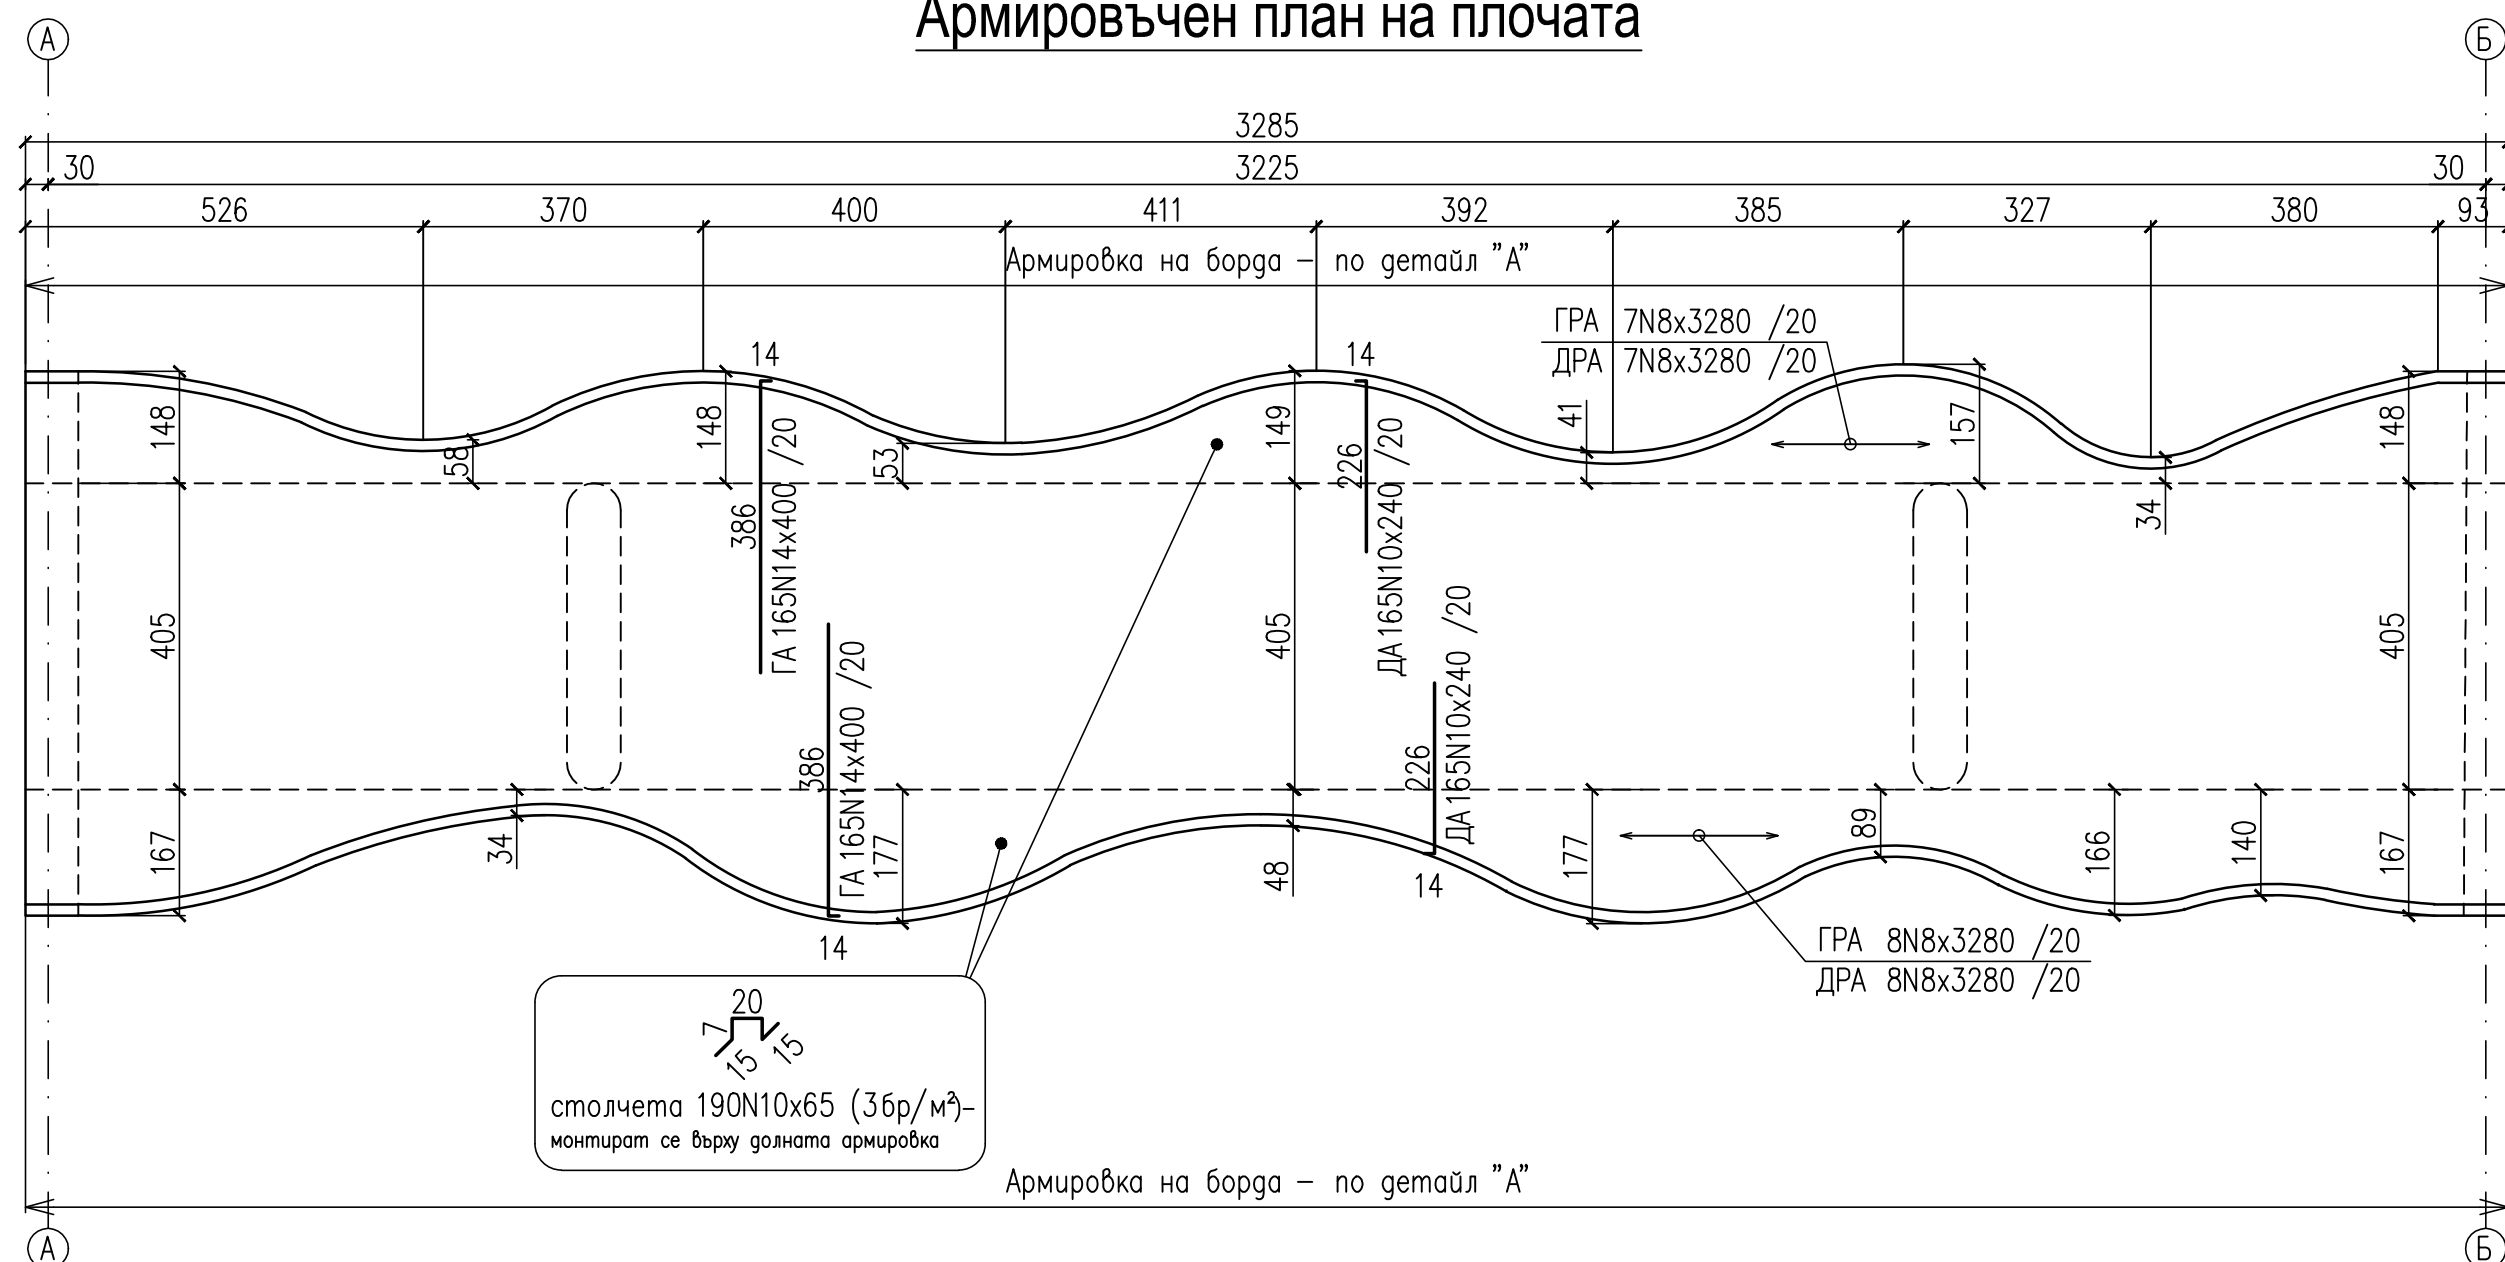 Армировъчен план на плочата
А
Б
3285
30
3225
30
526
370
400
411
392
385
327
380
93
Армировка на борда - по детайл "А"
ГРА 7N8x3280 /20
ДРА 7N8x3280 /20
14
14
148
58
148
53
149
41
157
34
148
386
ГА 165N14x400 /20
226
ДА 165N10x240 /20
405
405
405
386
ГА 165N14x400 /20
226
ДА 165N10x240 /20
167
34
177
48
177
89
166
140
167
14
14
ГРА 8N8x3280 /20
ДРА 8N8x3280 /20
20
7
15
15
столчета 190N10x65 (3бр/м²)-
монтират се върху долната армировка
Армировка на борда - по детайл "А"
А
Б